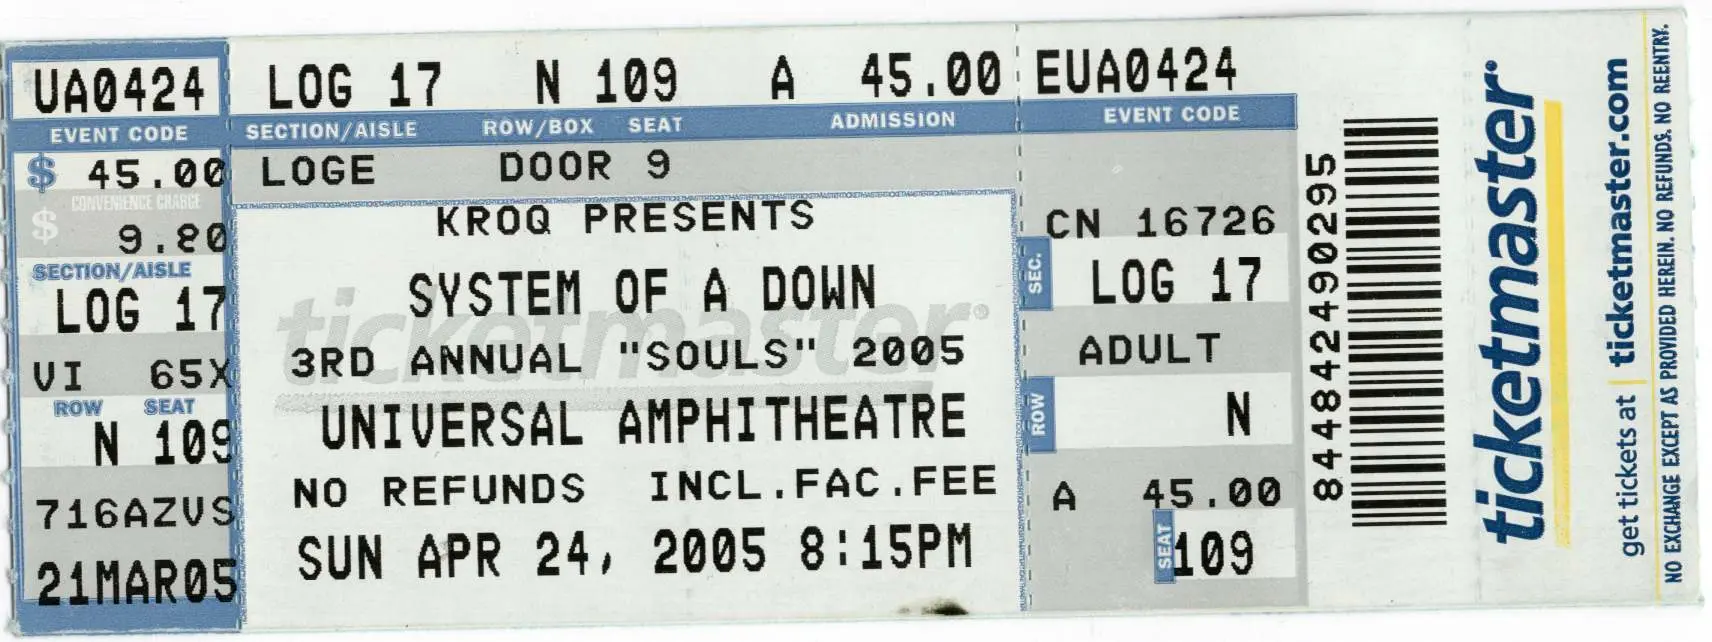 UA0424
EVENT CODE
$ 45.00
CONVENIENCE CHARGE
$ 9.80
SECTION/AISLE
LOG 17
VI 65X
ROW SEAT
N 109
716AZVS
21MAR05
LOG 17 N 109 A 45.00
SECTION/AISLE ROW/BOX SEAT ADMISSION
LOGE DOOR 9
KROQ PRESENTS
SYSTEM OF A DOWN
ticketmaster®
3RD ANNUAL "SOULS" 2005
UNIVERSAL AMPHITHEATRE
NO REFUNDS INCL.FAC.FEE
SUN APR 24, 2005 8:15PM
EUA0424
EVENT CODE
CN 16726
SEC. LOG 17
ADULT
ROW N
A 45.00
SEAT 109
844842490295
ticketmaster®
get tickets at | ticketmaster.com
NO EXCHANGE EXCEPT AS PROVIDED HEREIN. NO REFUNDS. NO REENTRY.